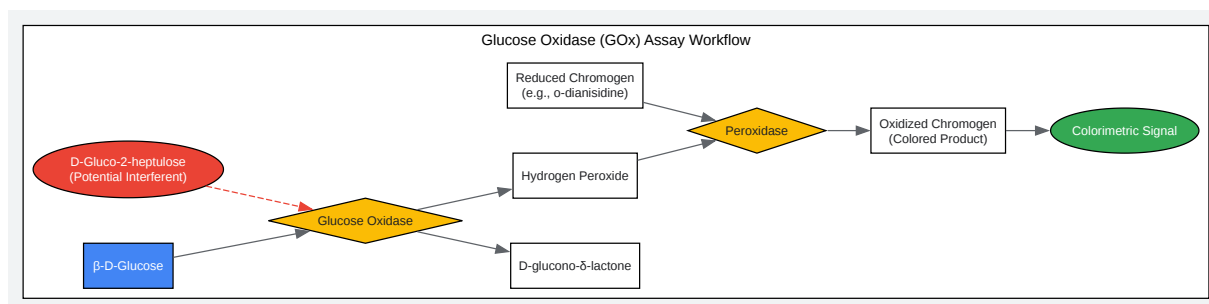 Glucose Oxidase (GOx) Assay Workflow
Reduced Chromogen
(e.g., o-dianisidine)
Peroxidase
Oxidized Chromogen
(Colored Product)
Colorimetric Signal
D-Gluco-2-heptulose
(Potential Interferent)
Hydrogen Peroxide
Glucose Oxidase
β-D-Glucose
D-glucono-δ-lactone